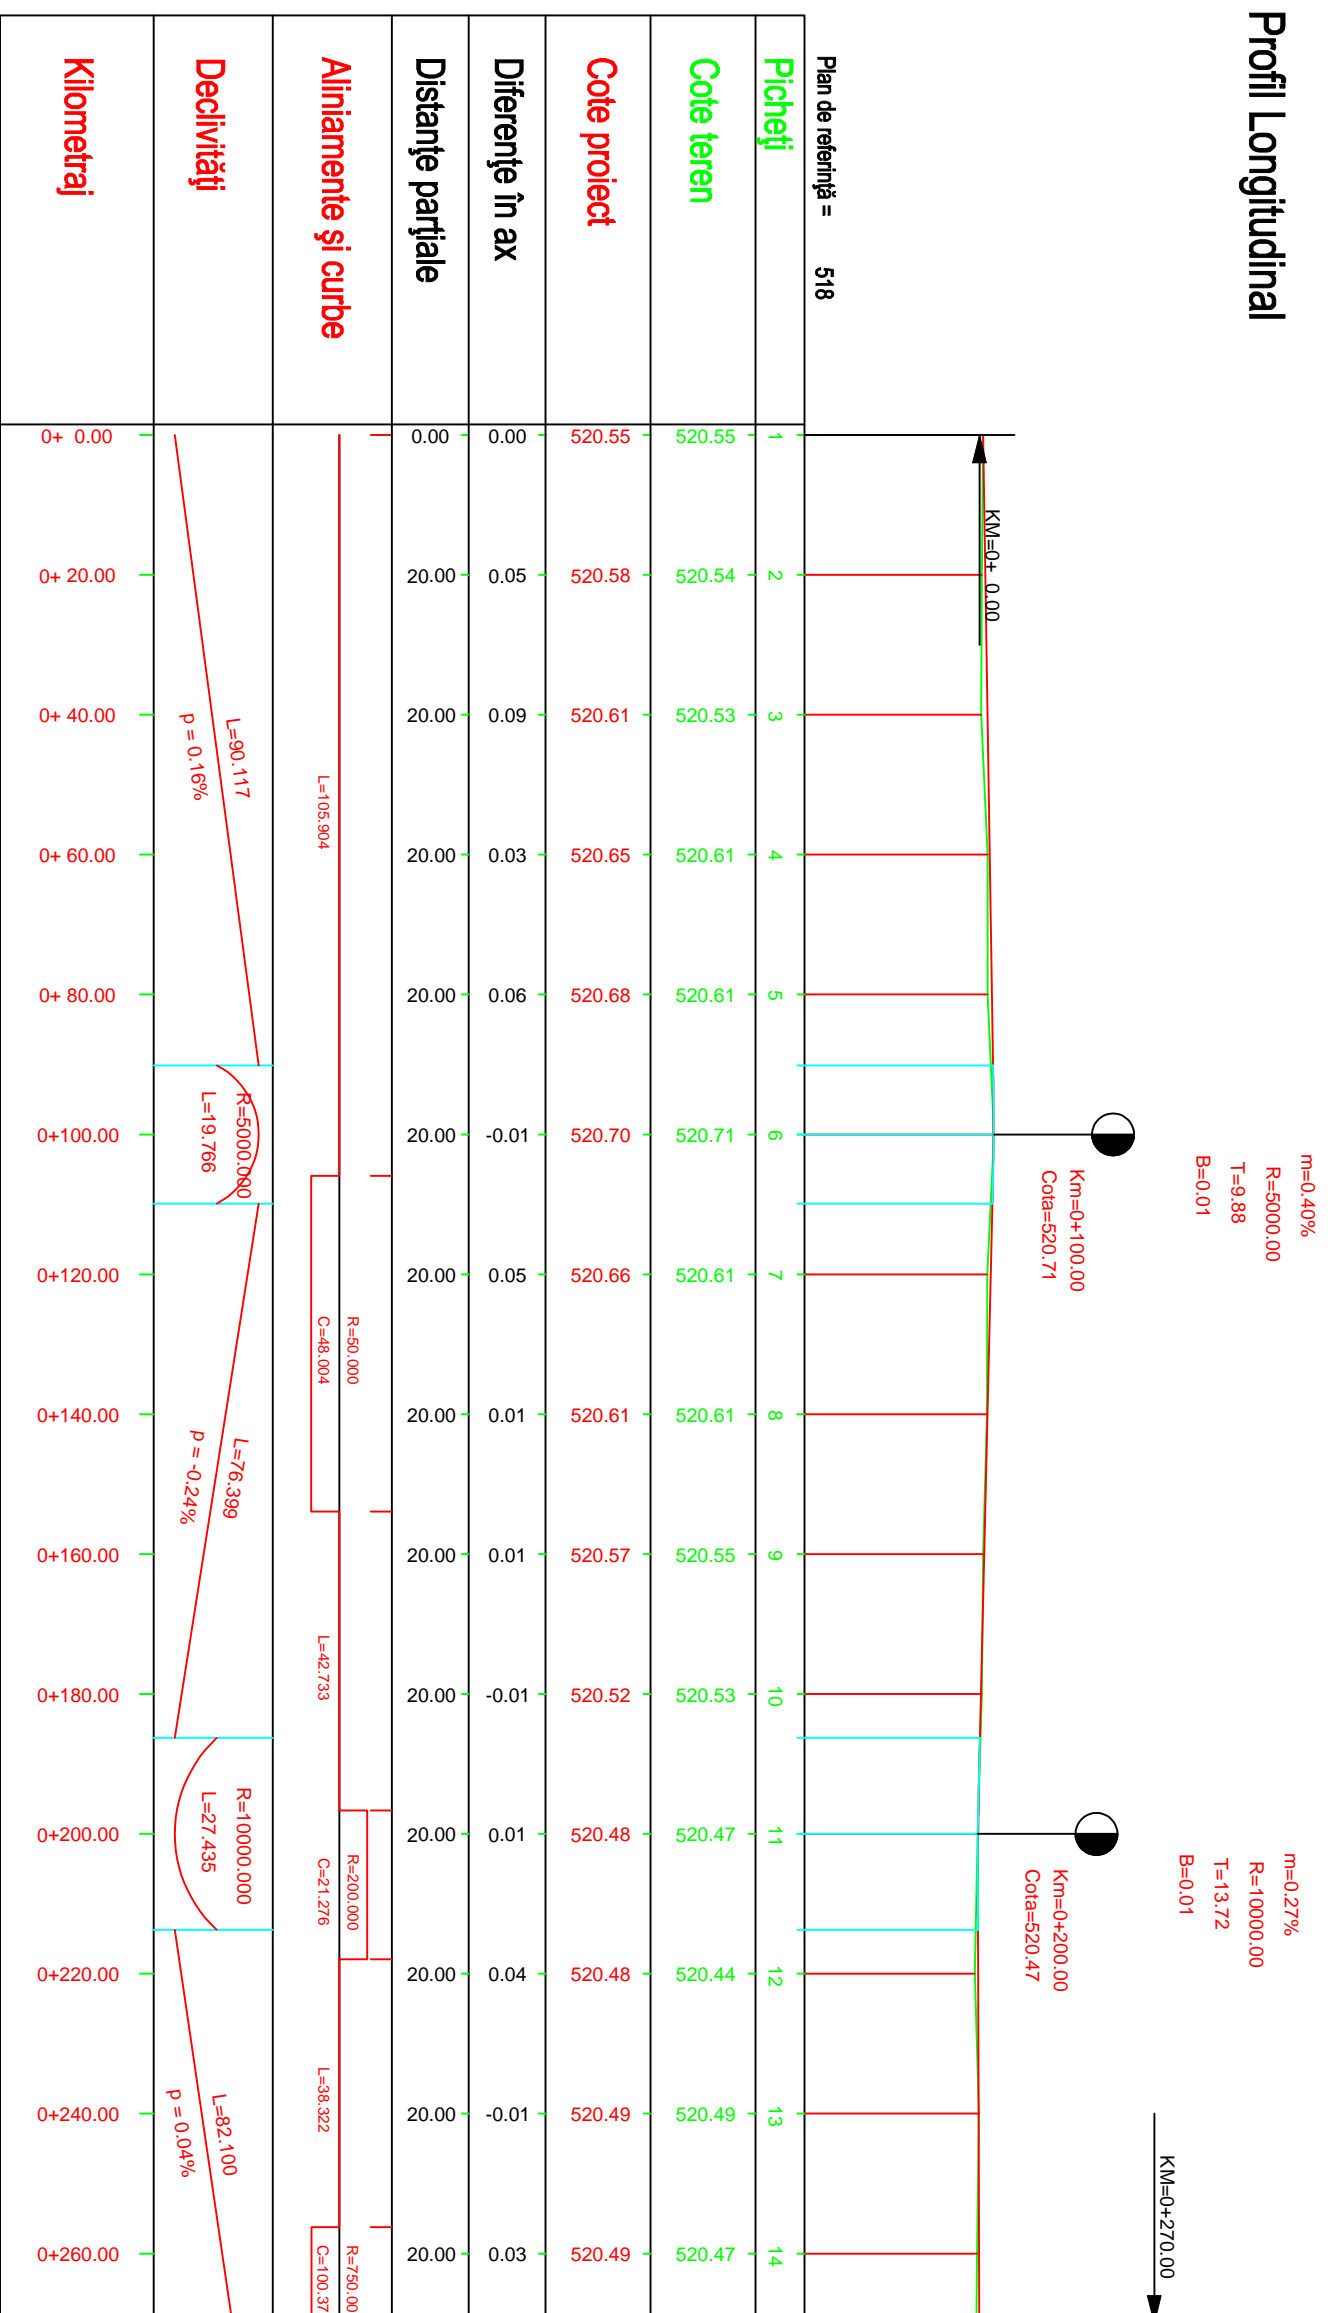 Profil Longitudinal
m=0.40%
R=5000.00
T=9.88
B=0.01
Km=0+100.00
Cota=520.71
m=0.27%
R=10000.00
T=13.72
B=0.01
Km=0+200.00
Cota=520.47
KM=0+270.00
KM=0+ 0.00
Plan de referinţă = 518
Picheţi 1 2 3 4 5 6 7 8 9 10 11 12 13 14
Cote teren 520.55 520.54 520.53 520.61 520.61 520.71 520.61 520.61 520.55 520.53 520.47 520.44 520.49 520.47
Cote proiect 520.55 520.58 520.61 520.65 520.68 520.70 520.66 520.61 520.57 520.52 520.48 520.48 520.49 520.49
Diferenţe în ax 0.00 0.05 0.09 0.03 0.06 -0.01 0.05 0.01 0.01 -0.01 0.01 0.04 -0.01 0.03
Distanţe parţiale 0.00 20.00 20.00 20.00 20.00 20.00 20.00 20.00 20.00 20.00 20.00 20.00 20.00 20.00
Aliniamente şi curbe
R=50.000 R=200.000 R=750.00
L=105.904 C=48.004 L=42.733 C=21.276 L=38.322 C=100.37
Declivităţi
L=90.117 R=5000.000 L=76.399 R=10000.000 L=82.100
p = 0.16% L=19.766 p = -0.24% L=27.435 p = 0.04%
Kilometraj 0+ 0.00 0+ 20.00 0+ 40.00 0+ 60.00 0+ 80.00 0+100.00 0+120.00 0+140.00 0+160.00 0+180.00 0+200.00 0+220.00 0+240.00 0+260.00